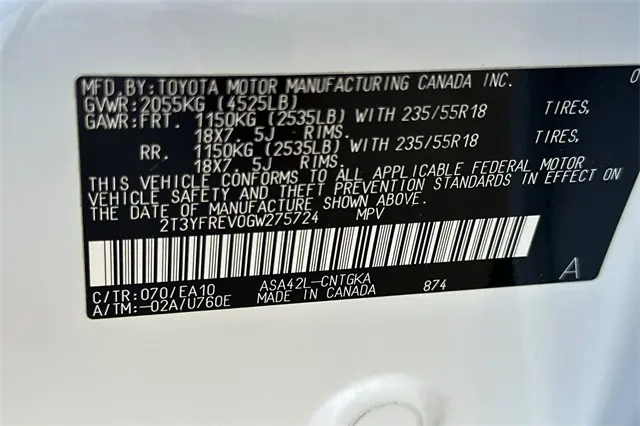 MFD.BY:TOYOTA MOTOR MANUFACTURING CANADA INC. 0
GVWR:2055KG (4525LB)
GAWR:FRT. 1150KG (2535LB) WITH 235/55R18 TIRES,
18X7. 5J RIMS.
RR. 1150KG (2535LB) WITH 235/55R18 TIRES,
18X7. 5J RIMS.
THIS VEHICLE CONFORMS TO ALL APPLICABLE FEDERAL MOTOR
VEHICLE SAFETY AND THEFT PREVENTION STANDARDS IN EFFECT ON
THE DATE OF MANUFACTURE SHOWN ABOVE.
2T3YFREV0GW275724 MPV
C/TR:070/EA10 ASA42L-CNTGKA 874 A
A/TM:-02A/U760E MADE IN CANADA